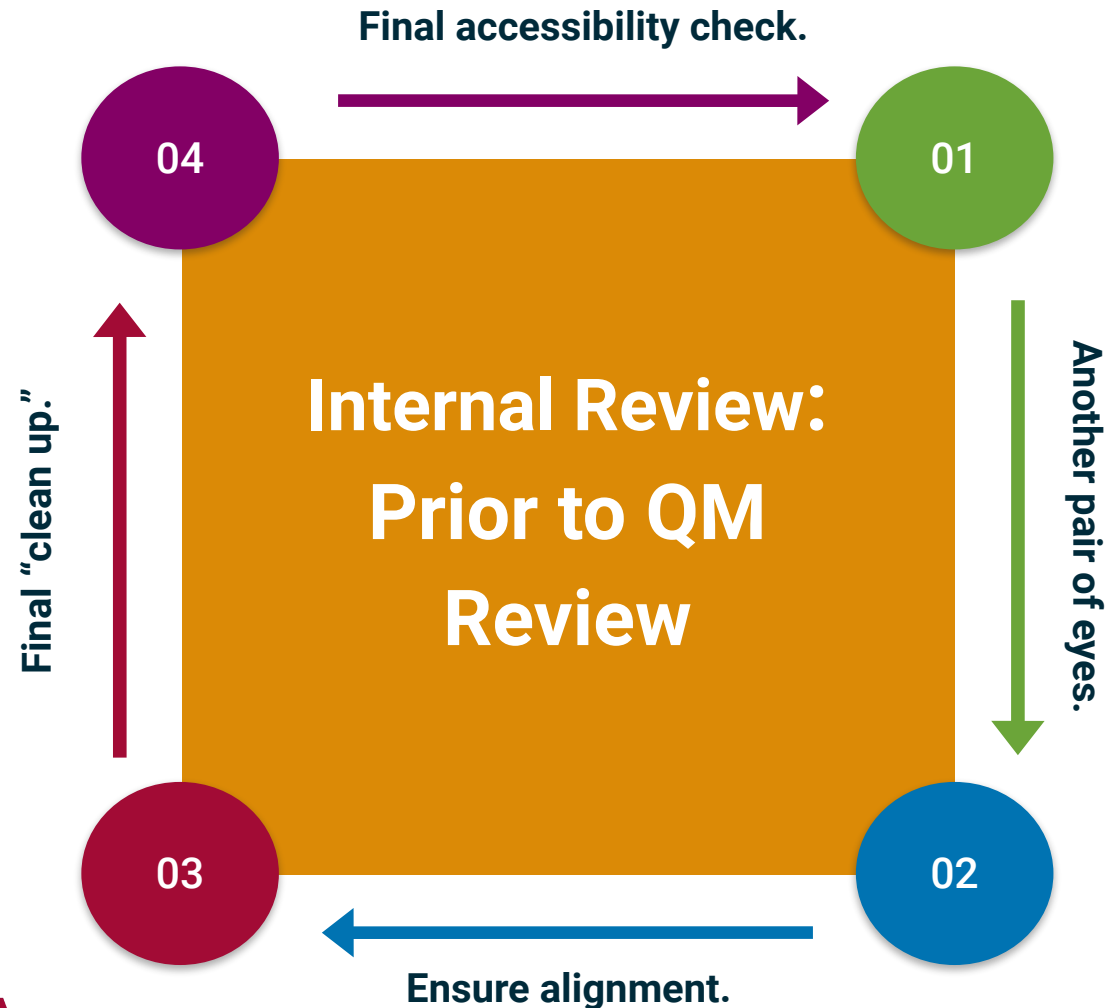 Final accessibility check.
04
01
Internal Review:
Prior to QM
Review
Final “clean up.”
Another pair of eyes.
03
02
Ensure alignment.